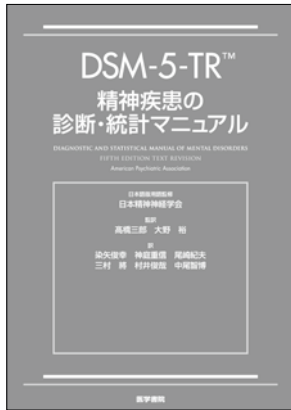 DSM-5-TR™
精神疾患の
診断・統計マニュアル
DIAGNOSTIC AND STATISTICAL MANUAL OF MENTAL DISORDERS
FIFTH EDITION TEXT REVISION
American Psychiatric Association
日本語版用語監修
日本精神神経学会
監訳
高橋三郎 大野 裕
訳
染矢俊幸 神庭重信 尾崎紀夫
三村 將 村井俊哉 中尾智博
医学書院